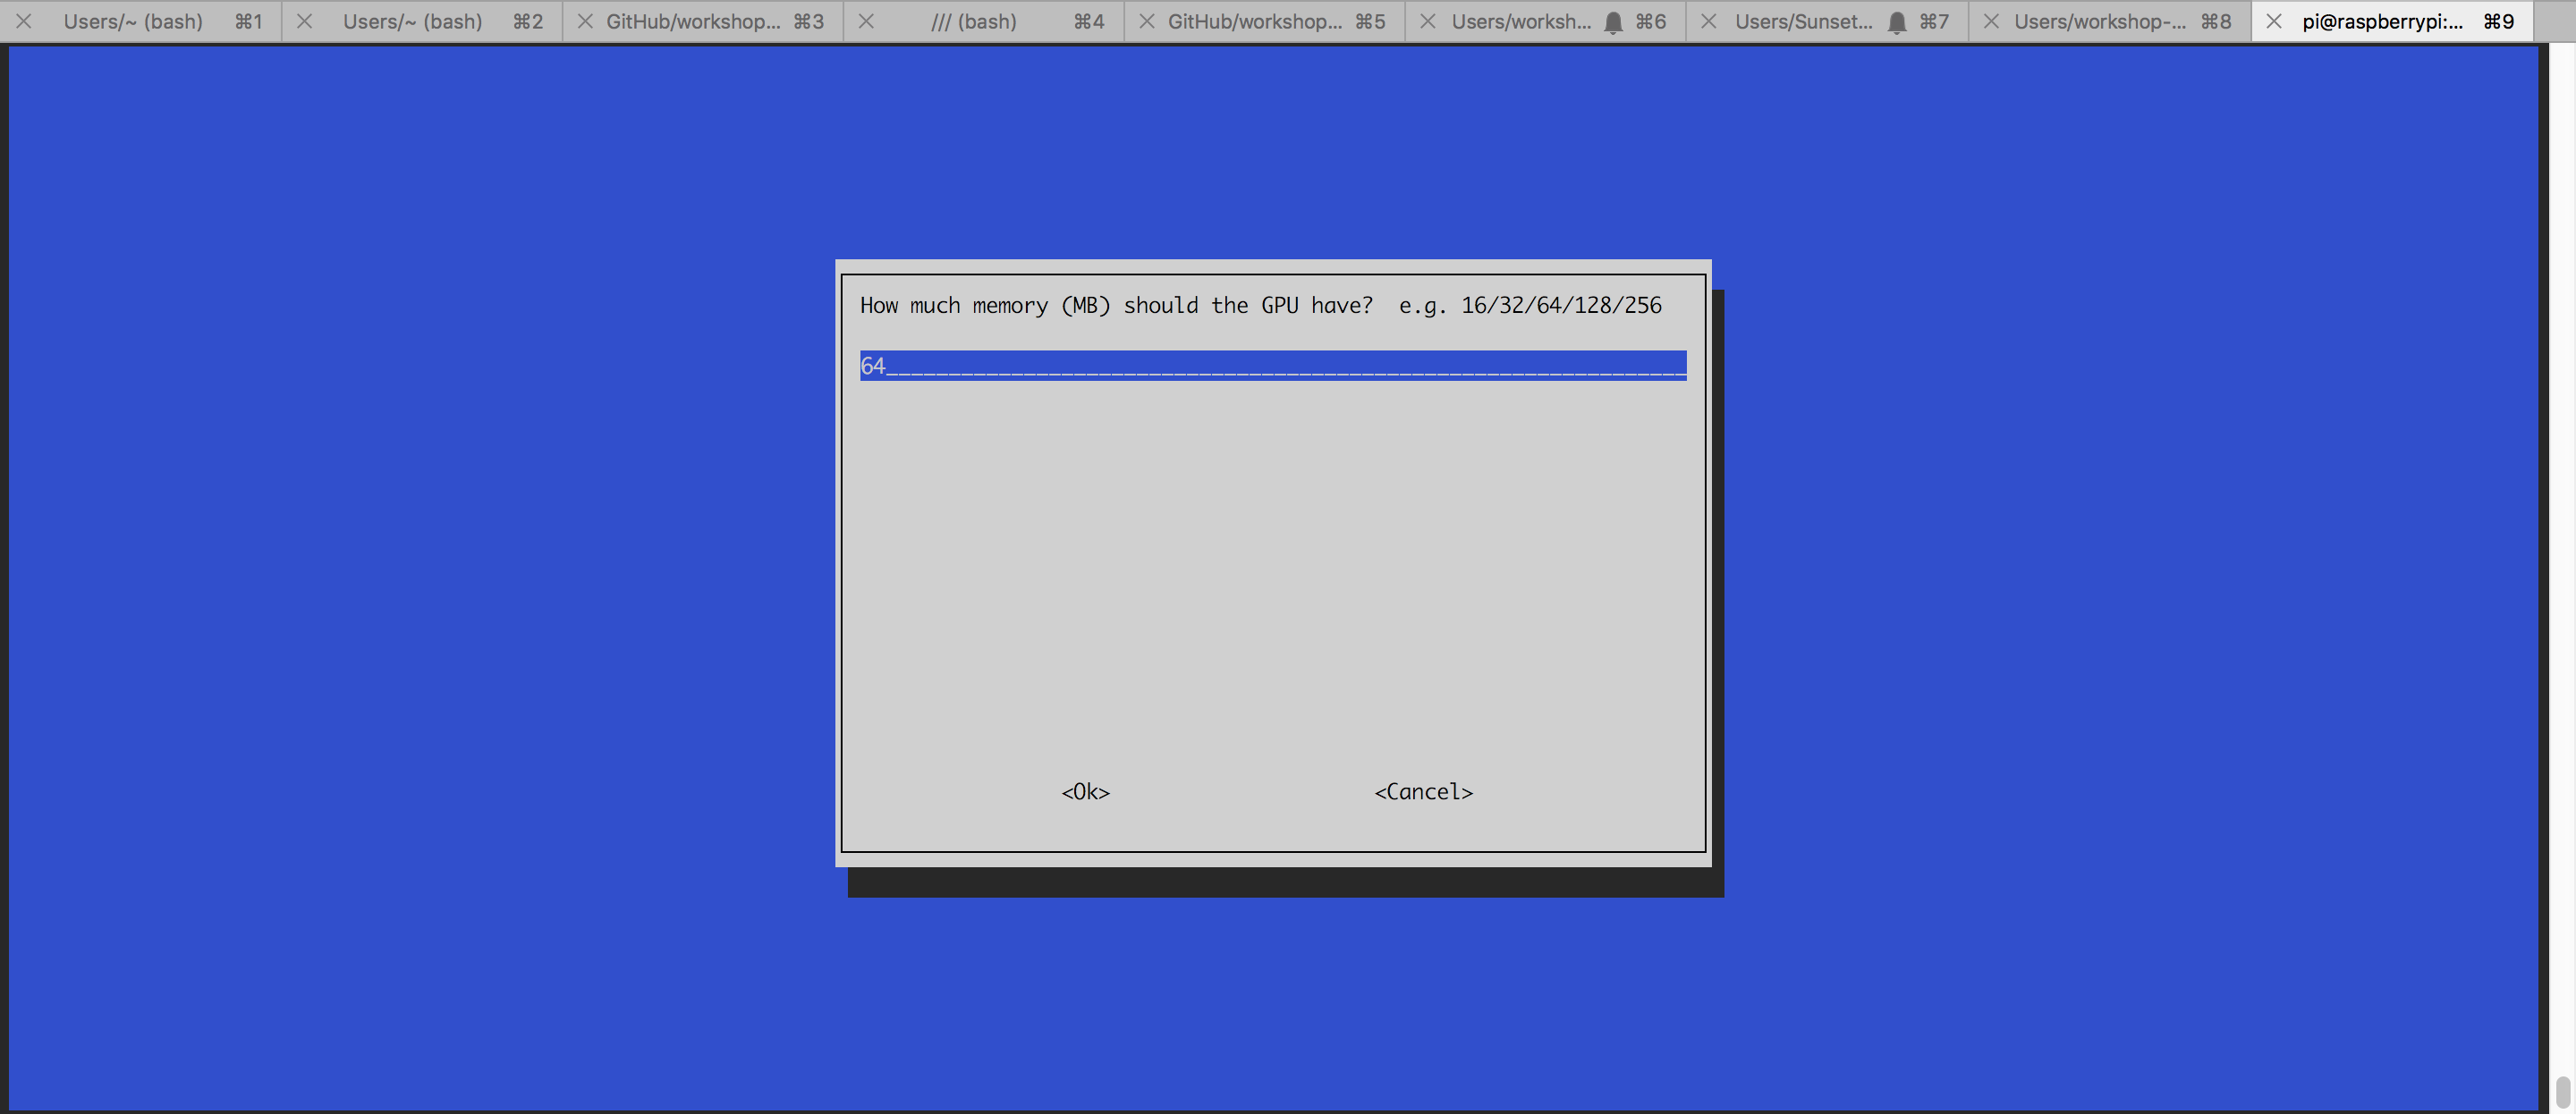 Users/~ (bash) ⌘1 Users/~ (bash) ⌘2 GitHub/workshop... ⌘3 /// (bash) ⌘4 GitHub/workshop... ⌘5 Users/worksh... ⌘6 Users/Sunset... ⌘7 Users/workshop-... ⌘8 pi@raspberrypi:... ⌘9
How much memory (MB) should the GPU have?  e.g. 16/32/64/128/256
64__________________________________________________________________
<Ok> <Cancel>